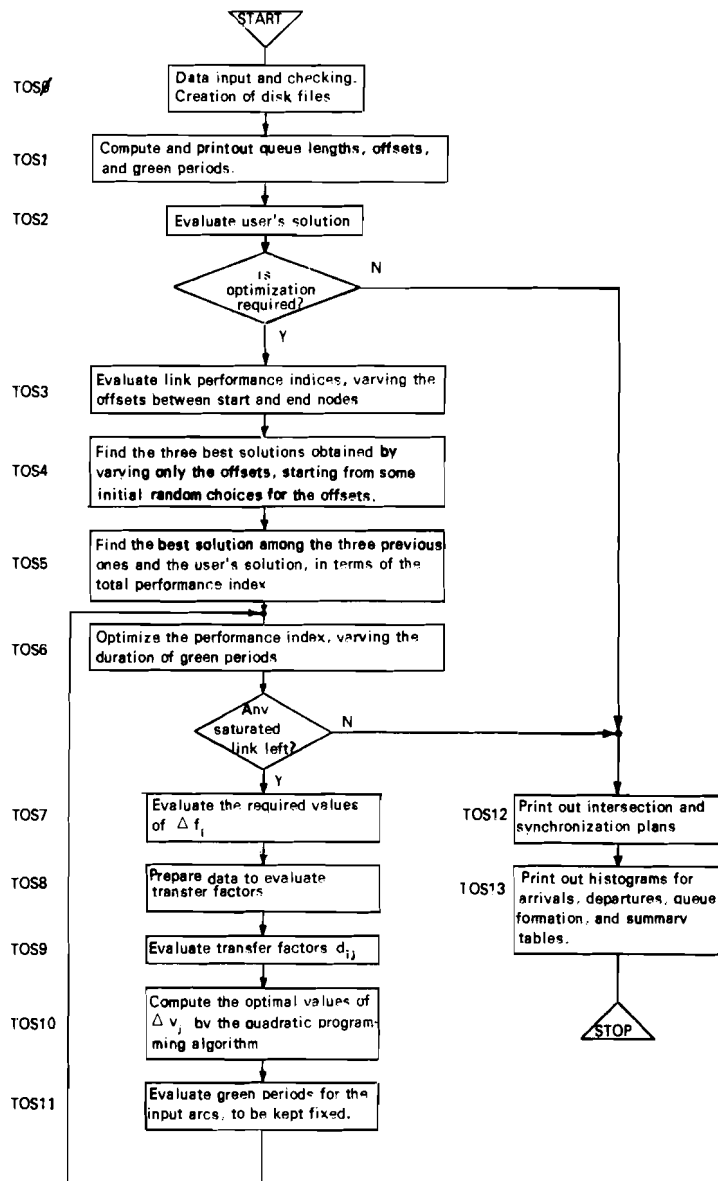 START
TOSØ
Data input and checking.
Creation of disk files
TOS1
Compute and printout queue lengths, offsets,
and green periods.
TOS2
Evaluate user's solution
Is
optimization
required?
N
Y
TOS3
Evaluate link performance indices, varying the
offsets between start and end nodes
TOS4
Find the three best solutions obtained by
varying only the offsets, starting from some
initial random choices for the offsets.
TOS5
Find the best solution among the three previous
ones and the user's solution, in terms of the
total performance index
TOS6
Optimize the performance index, varying the
duration of green periods
Any
saturated
link left?
N
Y
TOS7
Evaluate the required values
of Δ f_i
TOS8
Prepare data to evaluate
transfer factors
TOS9
Evaluate transfer factors d_ij
TOS10
Compute the optimal values of
Δ v_j by the quadratic program-
ming algorithm
TOS11
Evaluate green periods for the
input arcs, to be kept fixed.
TOS12
Print out intersection and
synchronization plans
TOS13
Print out histograms for
arrivals, departures, queue
formation, and summary
tables.
STOP